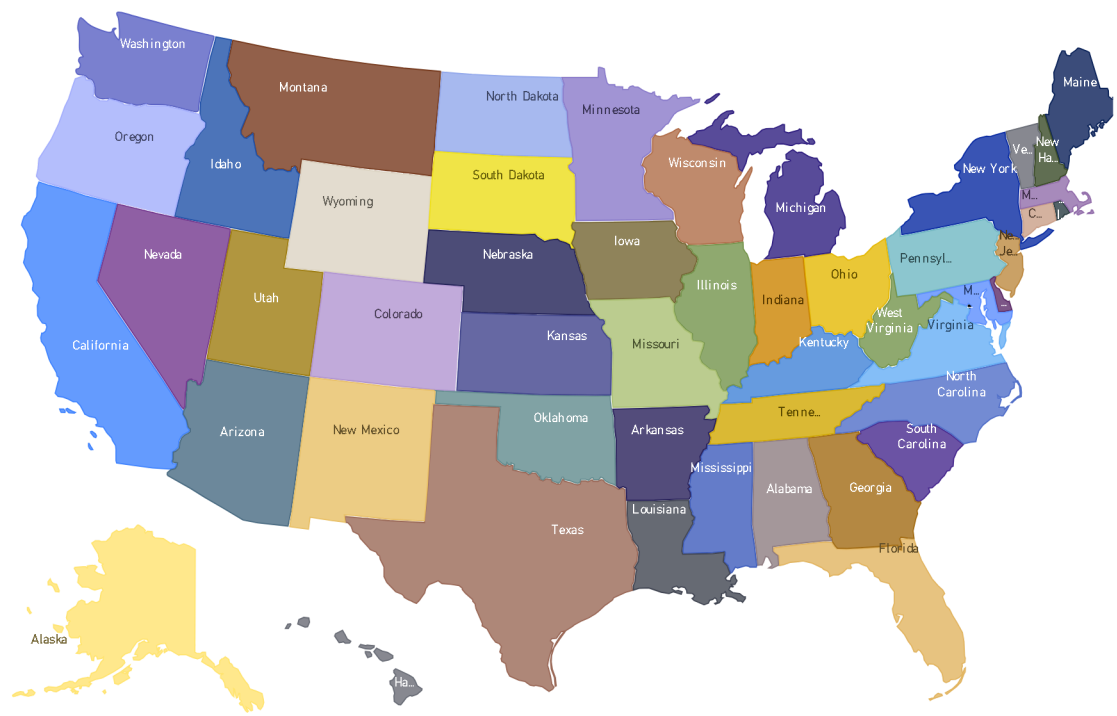 Washington
Montana
North Dakota
Minnesota
Maine
Oregon
Idaho
Wyoming
South Dakota
Wisconsin
Michigan
New York
Ve...
New
Ha...
M...
C...
...
Nevada
Utah
Colorado
Nebraska
Iowa
Illinois
Indiana
Ohio
Pennsyl...
Ne...
Je...
M...
...
California
Kansas
Missouri
Kentucky
West
Virginia
Virginia
Arizona
New Mexico
Oklahoma
Arkansas
Tenne...
North
Carolina
South
Carolina
Texas
Louisiana
Mississippi
Alabama
Georgia
Florida
Alaska
Ha...